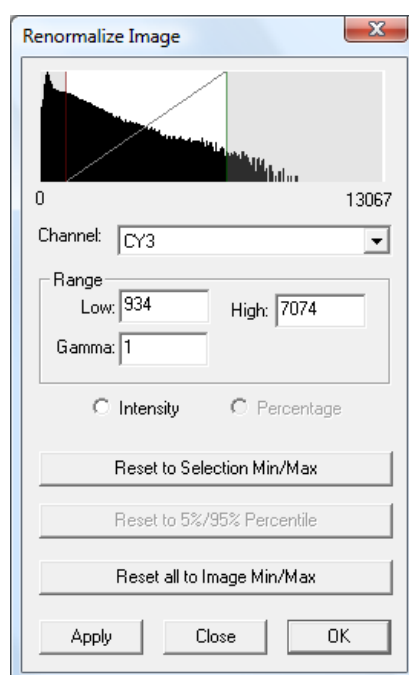 Renormalize Image
0 13067
Channel: CY3
Range
Low: 934 High: 7074
Gamma: 1
Intensity Percentage
Reset to Selection Min/Max
Reset to 5%/95% Percentile
Reset all to Image Min/Max
Apply Close OK